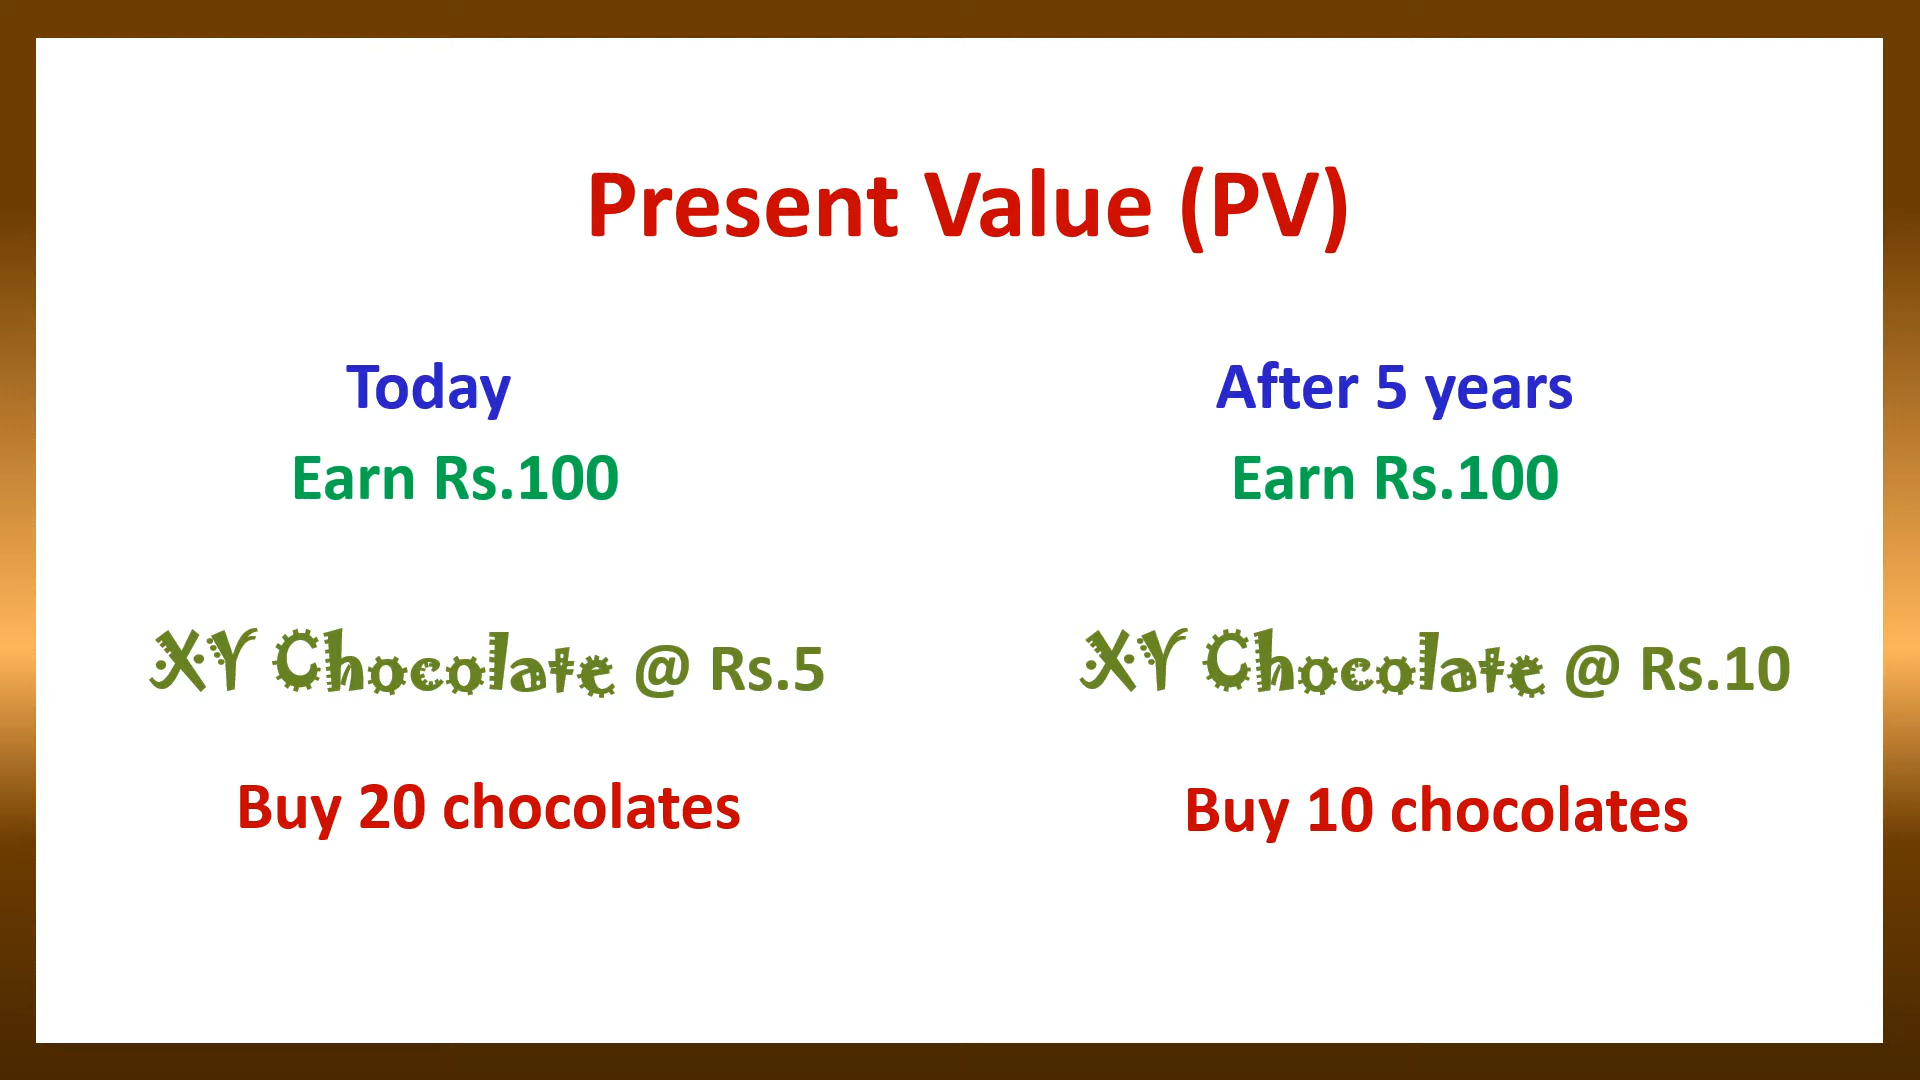 Present Value (PV)
Today
Earn Rs.100
XY Chocolate @ Rs.5
Buy 20 chocolates
After 5 years
Earn Rs.100
XY Chocolate @ Rs.10
Buy 10 chocolates